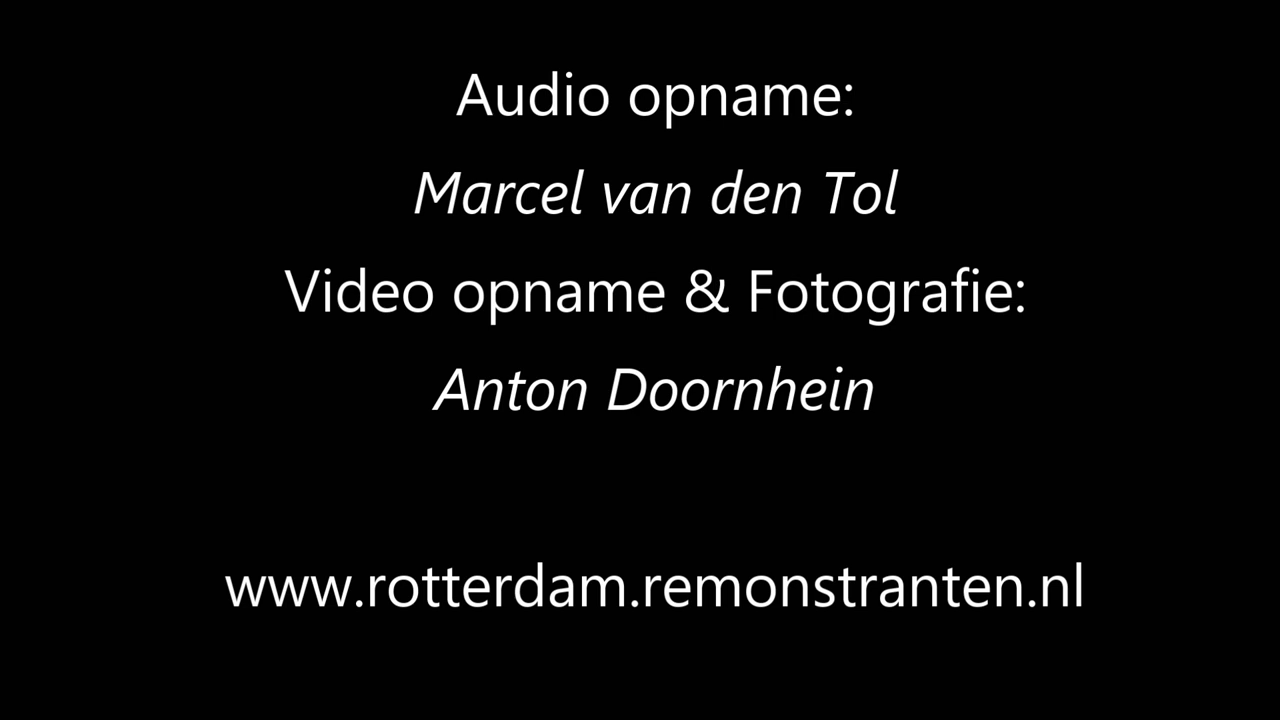 Audio opname:
Marcel van den Tol
Video opname & Fotografie:
Anton Doornhein
www.rotterdam.remonstranten.nl